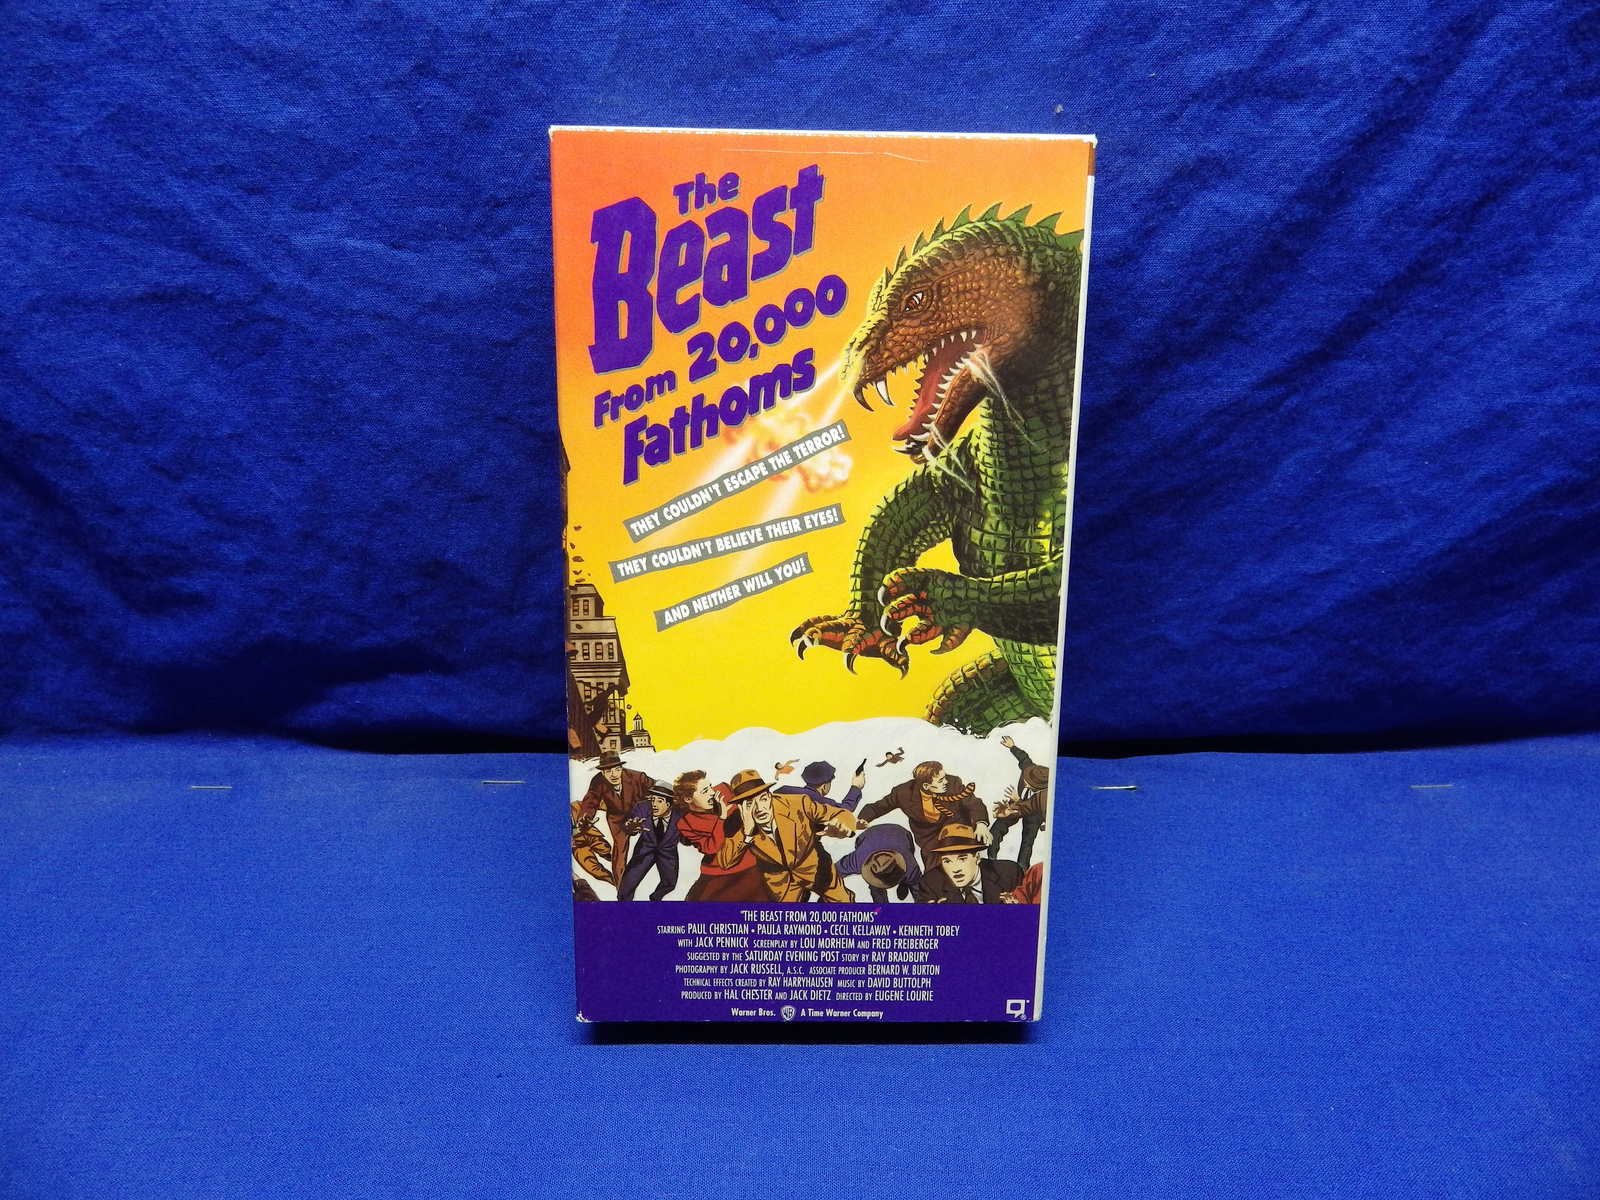 The
Beast
From 20,000
Fathoms
THEY COULDN'T ESCAPE THE TERROR!
THEY COULDN'T BELIEVE THEIR EYES!
AND NEITHER WILL YOU!
"THE BEAST FROM 20,000 FATHOMS"
STARRING PAUL CHRISTIAN • PAULA RAYMOND • CECIL KELLAWAY • KENNETH TOBEY
WITH JACK PENNICK SCREENPLAY BY LOU MORHEIM AND FRED FREIBERGER
SUGGESTED BY THE SATURDAY EVENING POST STORY BY RAY BRADBURY
PHOTOGRAPHY BY JACK RUSSELL, A.S.C. ASSOCIATE PRODUCER BERNARD W. BURTON
TECHNICAL EFFECTS CREATED BY RAY HARRYHAUSEN MUSIC BY DAVID BUTTOLPH
PRODUCED BY HAL CHESTER AND JACK DIETZ DIRECTED BY EUGENE LOURIE
Warner Bros. WB A Time Warner Company